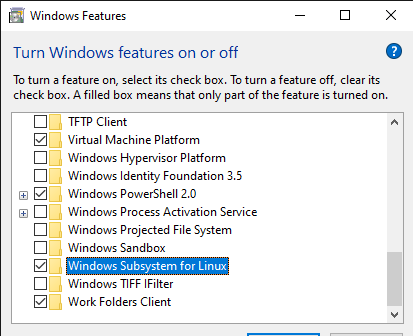 Windows Features
Turn Windows features on or off
To turn a feature on, select its check box. To turn a feature off, clear its
check box. A filled box means that only part of the feature is turned on.
TFTP Client
Virtual Machine Platform
Windows Hypervisor Platform
Windows Identity Foundation 3.5
Windows PowerShell 2.0
Windows Process Activation Service
Windows Projected File System
Windows Sandbox
Windows Subsystem for Linux
Windows TIFF IFilter
Work Folders Client